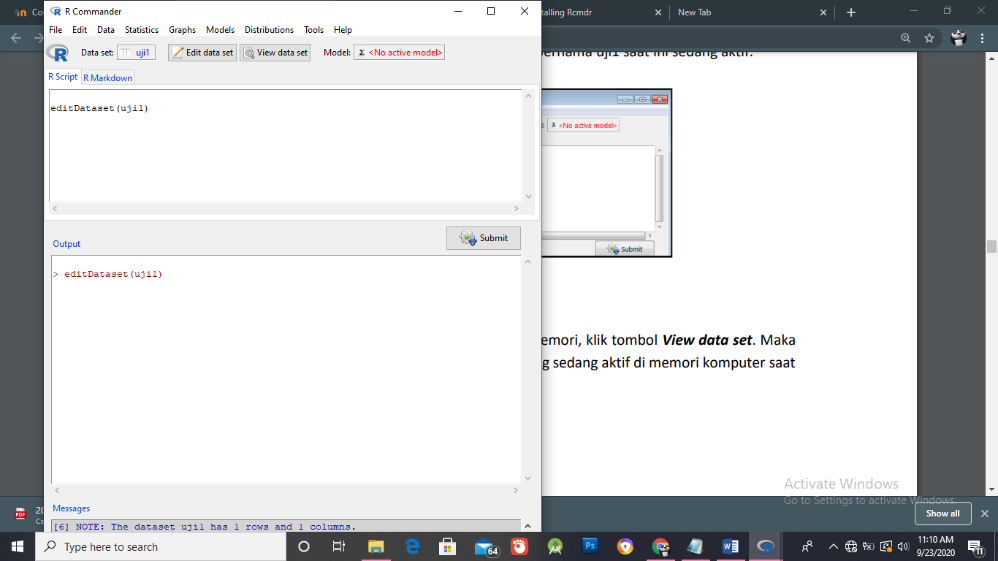 Co
R Commander
talling Rcmdr
New Tab
File Edit Data Statistics Graphs Models Distributions Tools Help
Data set: uji1 Edit data set View data set Model: Σ <No active model>
R Script R Markdown
editDataset(uji1)
bernama uji1 saat ini sedang aktif.
Σ <No active model>
Submit
Submit
Output
> editDataset(uji1)
emori, klik tombol View data set. Maka
g sedang aktif di memori komputer saat
Activate Windows
Go to Settings to activate Windows.
Messages
[6] NOTE: The dataset uji1 has 1 rows and 1 columns.
PDF
20
Show all
Type here to search
64
Ps
11:10 AM
9/23/2020
11